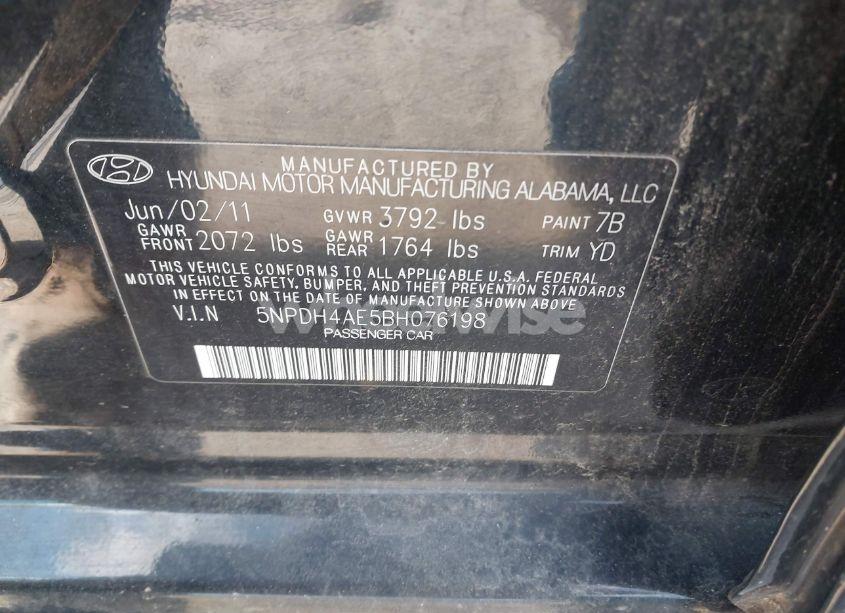 MANUFACTURED BY
HYUNDAI MOTOR MANUFACTURING ALABAMA, LLC
Jun/02/11 GVWR 3792 lbs PAINT 7B
GAWR FRONT 2072 lbs GAWR REAR 1764 lbs TRIM YD
THIS VEHICLE CONFORMS TO ALL APPLICABLE U.S.A. FEDERAL
MOTOR VEHICLE SAFETY, BUMPER, AND THEFT PREVENTION STANDARDS
IN EFFECT ON THE DATE OF MANUFACTURE SHOWN ABOVE
V.I.N 5NPDH4AE5BH076198
PASSENGER CAR